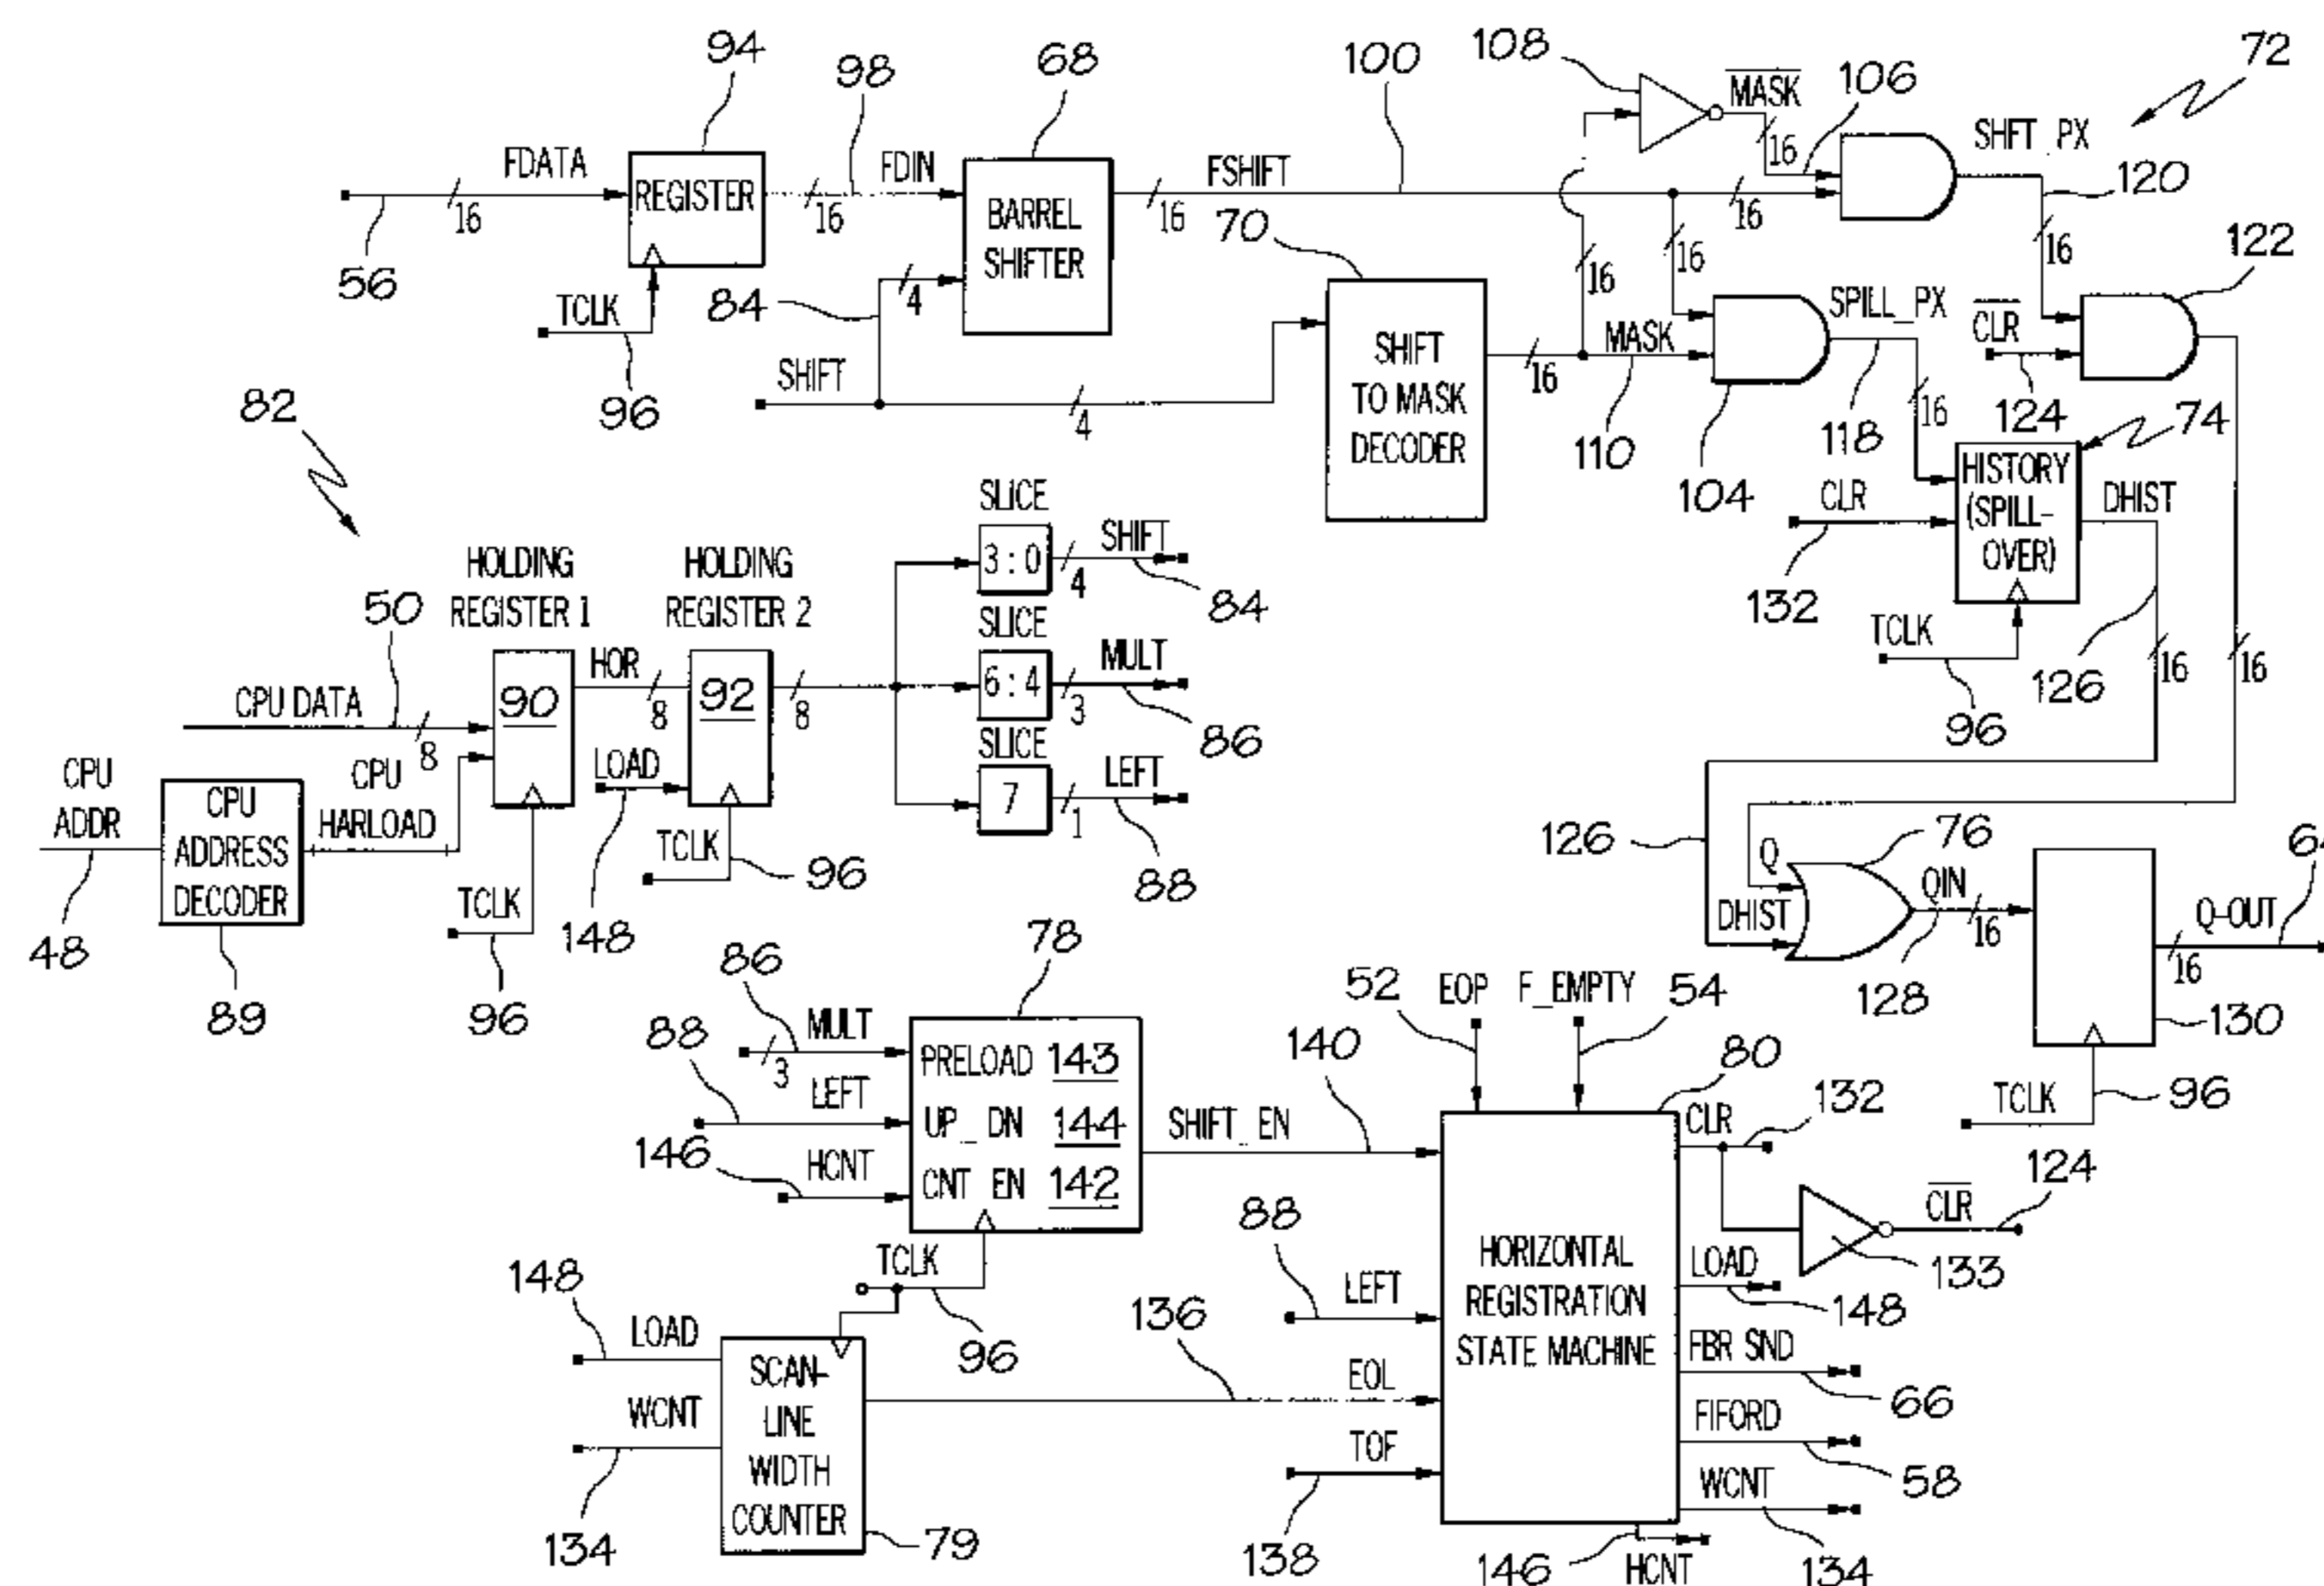 94
98
68
100
108
MASK
106
72
FDATA
16
56
REGISTER
16
FDIN
BARREL
SHIFTER
FSHIFT
16
16
16
SHFT_PX
120
16
122
TCLK
96
84
4
SHIFT
4
70
SHIFT
TO MASK
DECODER
16
16
16
MASK
110
104
SPILL_PX
118
16
CLR
124
74
82
HISTORY
(SPILL-
OVER)
DHIST
CLR
132
TCLK
96
126
16
16
HOLDING
REGISTER 1
HOLDING
REGISTER 2
SLICE
3:0
SHIFT
4
84
SLICE
6:4
MULT
3
86
SLICE
7
LEFT
1
88
50
CPU DATA
8
90
HOR
8
92
8
LOAD
148
TCLK
96
CPU
ADDR
48
CPU
ADDRESS
DECODER
89
CPU
HARLOAD
TCLK
96
126
Q
DHIST
76
QIN
128
16
Q-OUT
16
64
130
TCLK
96
86
MULT
3
78
88
LEFT
146
HCNT
PRELOAD 143
UP_DN 144
CNT_EN 142
SHIFT_EN
140
52
EOP
F_EMPTY
54
80
CLR
132
CLR
124
133
HORIZONTAL
REGISTRATION
STATE MACHINE
88
LEFT
LOAD
148
FBR SND
66
FIFORD
58
WCNT
134
TCLK
96
148
LOAD
WCNT
134
SCAN-
LINE
WIDTH
COUNTER
79
136
EOL
TOF
138
146
HCNT